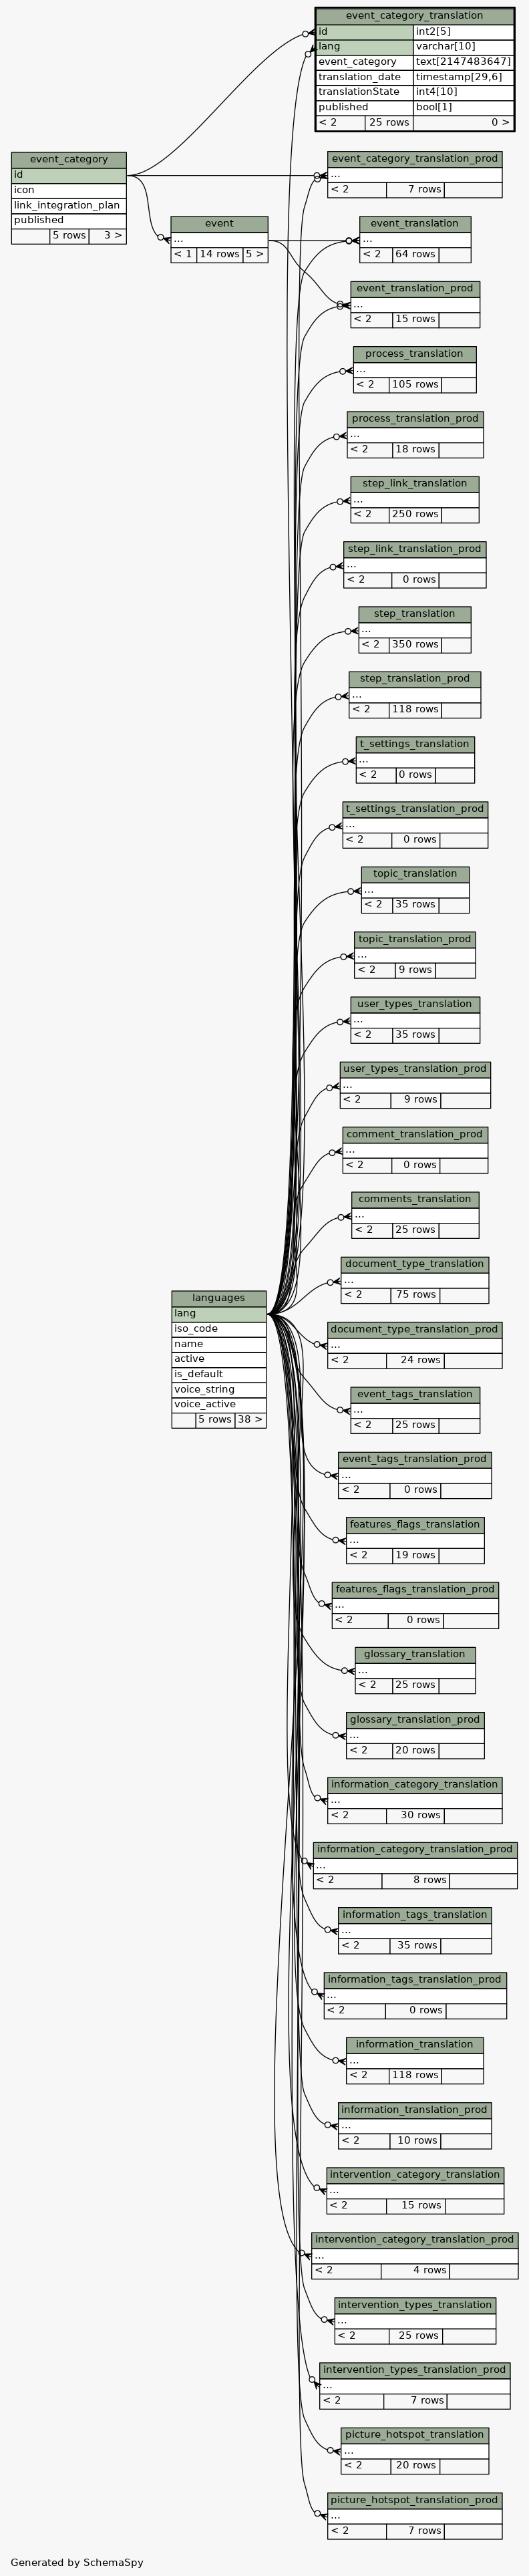 event_category_translation
id int2[5]
lang varchar[10]
event_category text[2147483647]
translation_date timestamp[29,6]
translationState int4[10]
published bool[1]
< 2 25 rows 0 >
event_category
id
icon
link_integration_plan
published
5 rows 3 >
event_category_translation_prod
...
< 2 7 rows
event
...
< 1 14 rows 5 >
event_translation
...
< 2 64 rows
event_translation_prod
...
< 2 15 rows
process_translation
...
< 2 105 rows
process_translation_prod
...
< 2 18 rows
step_link_translation
...
< 2 250 rows
step_link_translation_prod
...
< 2 0 rows
step_translation
...
< 2 350 rows
step_translation_prod
...
< 2 118 rows
t_settings_translation
...
< 2 0 rows
t_settings_translation_prod
...
< 2 0 rows
topic_translation
...
< 2 35 rows
topic_translation_prod
...
< 2 9 rows
user_types_translation
...
< 2 35 rows
user_types_translation_prod
...
< 2 9 rows
comment_translation_prod
...
< 2 0 rows
comments_translation
...
< 2 25 rows
document_type_translation
...
< 2 75 rows
languages
lang
iso_code
name
active
is_default
voice_string
voice_active
5 rows 38 >
document_type_translation_prod
...
< 2 24 rows
event_tags_translation
...
< 2 25 rows
event_tags_translation_prod
...
< 2 0 rows
features_flags_translation
...
< 2 19 rows
features_flags_translation_prod
...
< 2 0 rows
glossary_translation
...
< 2 25 rows
glossary_translation_prod
...
< 2 20 rows
information_category_translation
...
< 2 30 rows
information_category_translation_prod
...
< 2 8 rows
information_tags_translation
...
< 2 35 rows
information_tags_translation_prod
...
< 2 0 rows
information_translation
...
< 2 118 rows
information_translation_prod
...
< 2 10 rows
intervention_category_translation
...
< 2 15 rows
intervention_category_translation_prod
...
< 2 4 rows
intervention_types_translation
...
< 2 25 rows
intervention_types_translation_prod
...
< 2 7 rows
picture_hotspot_translation
...
< 2 20 rows
picture_hotspot_translation_prod
...
< 2 7 rows
Generated by SchemaSpy